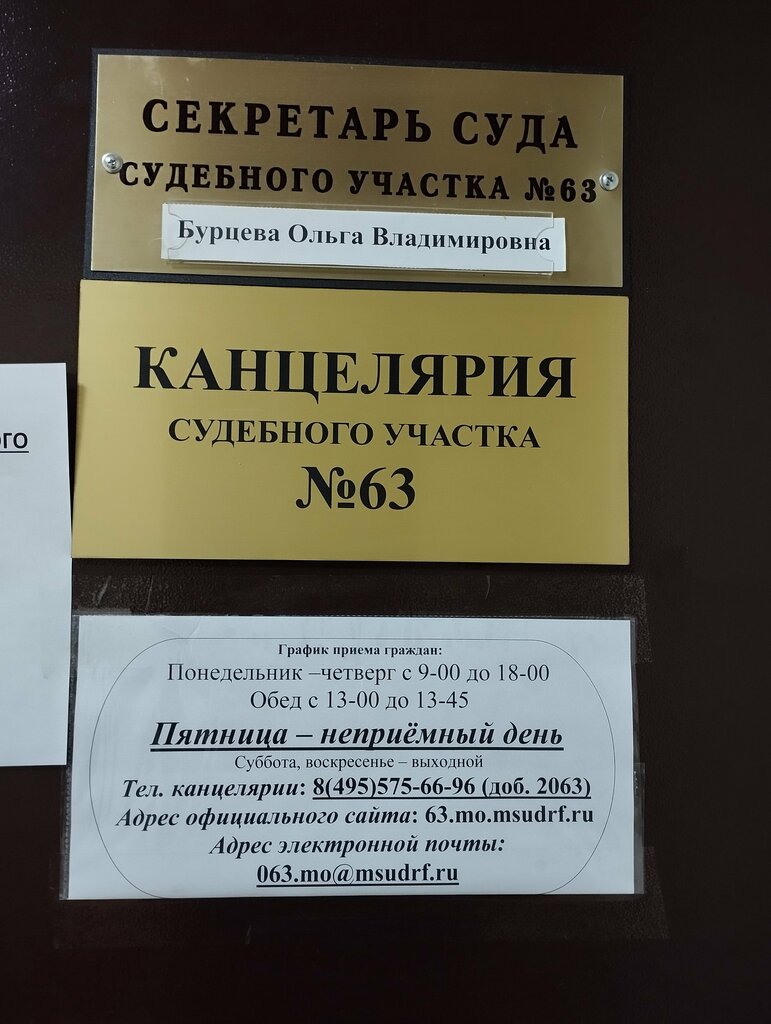 СЕКРЕТАРЬ СУДА
СУДЕБНОГО УЧАСТКА №63
Бурцева Ольга Владимировна
КАНЦЕЛЯРИЯ
СУДЕБНОГО УЧАСТКА
№63
ого
График приема граждан:
Понедельник –четверг с 9-00 до 18-00
Обед с 13-00 до 13-45
Пятница – неприёмный день
Суббота, воскресенье – выходной
Тел. канцелярии: 8(495)575-66-96 (доб. 2063)
Адрес официального сайта: 63.mo.msudrf.ru
Адрес электронной почты:
063.mo@msudrf.ru